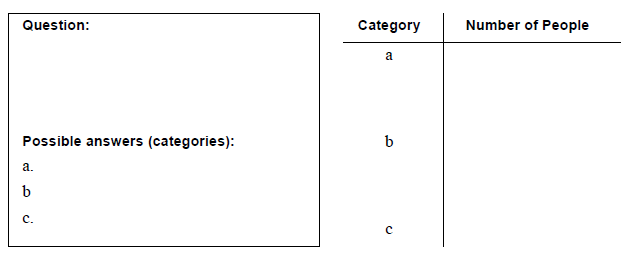 Question:
Possible answers (categories):
a.
b
c.
Category Number of People
a
b
c